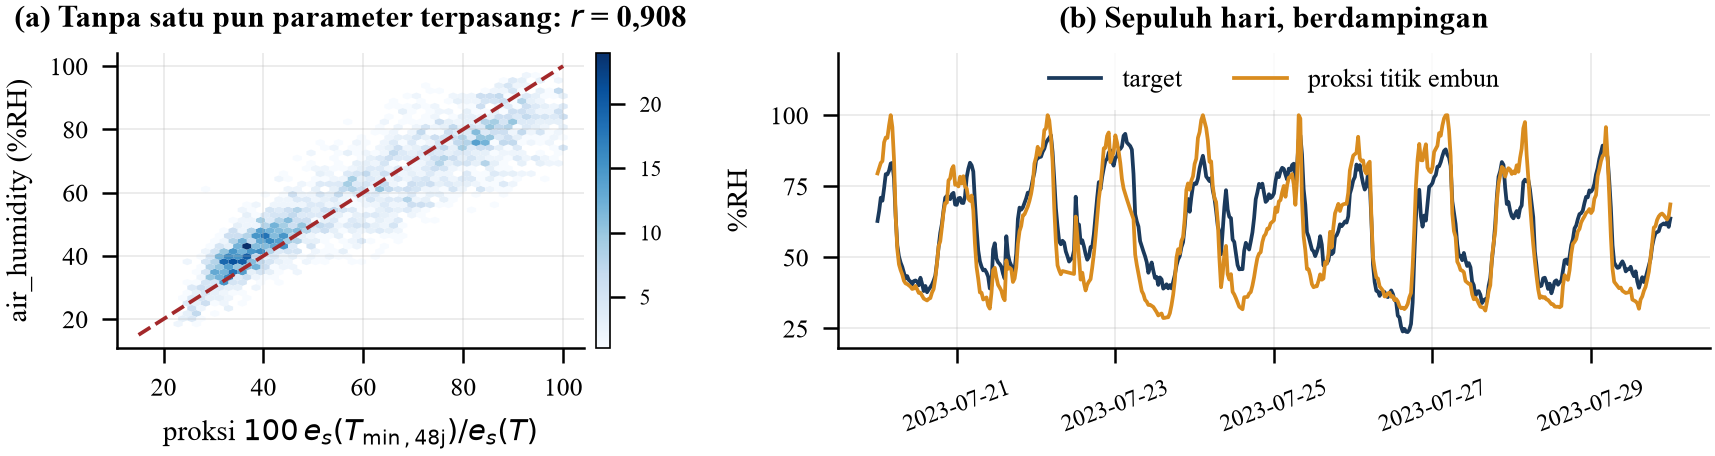 (a) Tanpa satu pun parameter terpasang: r = 0,908
air_humidity (%RH)
100
80
60
40
20
20 40 60 80 100
proksi 100 e_s(T_min, 48j)/e_s(T)
20
15
10
5
(b) Sepuluh hari, berdampingan
target
proksi titik embun
%RH
100
75
50
25
2023-07-21
2023-07-23
2023-07-25
2023-07-27
2023-07-29